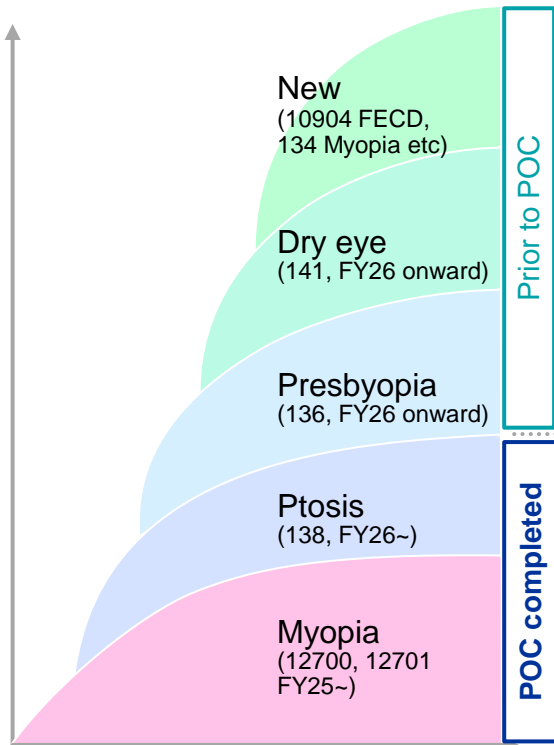 New
(10904 FECD,
134 Myopia etc)
Dry eye
(141, FY26 onward)
Presbyopia
(136, FY26 onward)
Ptosis
(138, FY26~)
Myopia
(12700, 12701
FY25~)
Prior to POC
POC completed